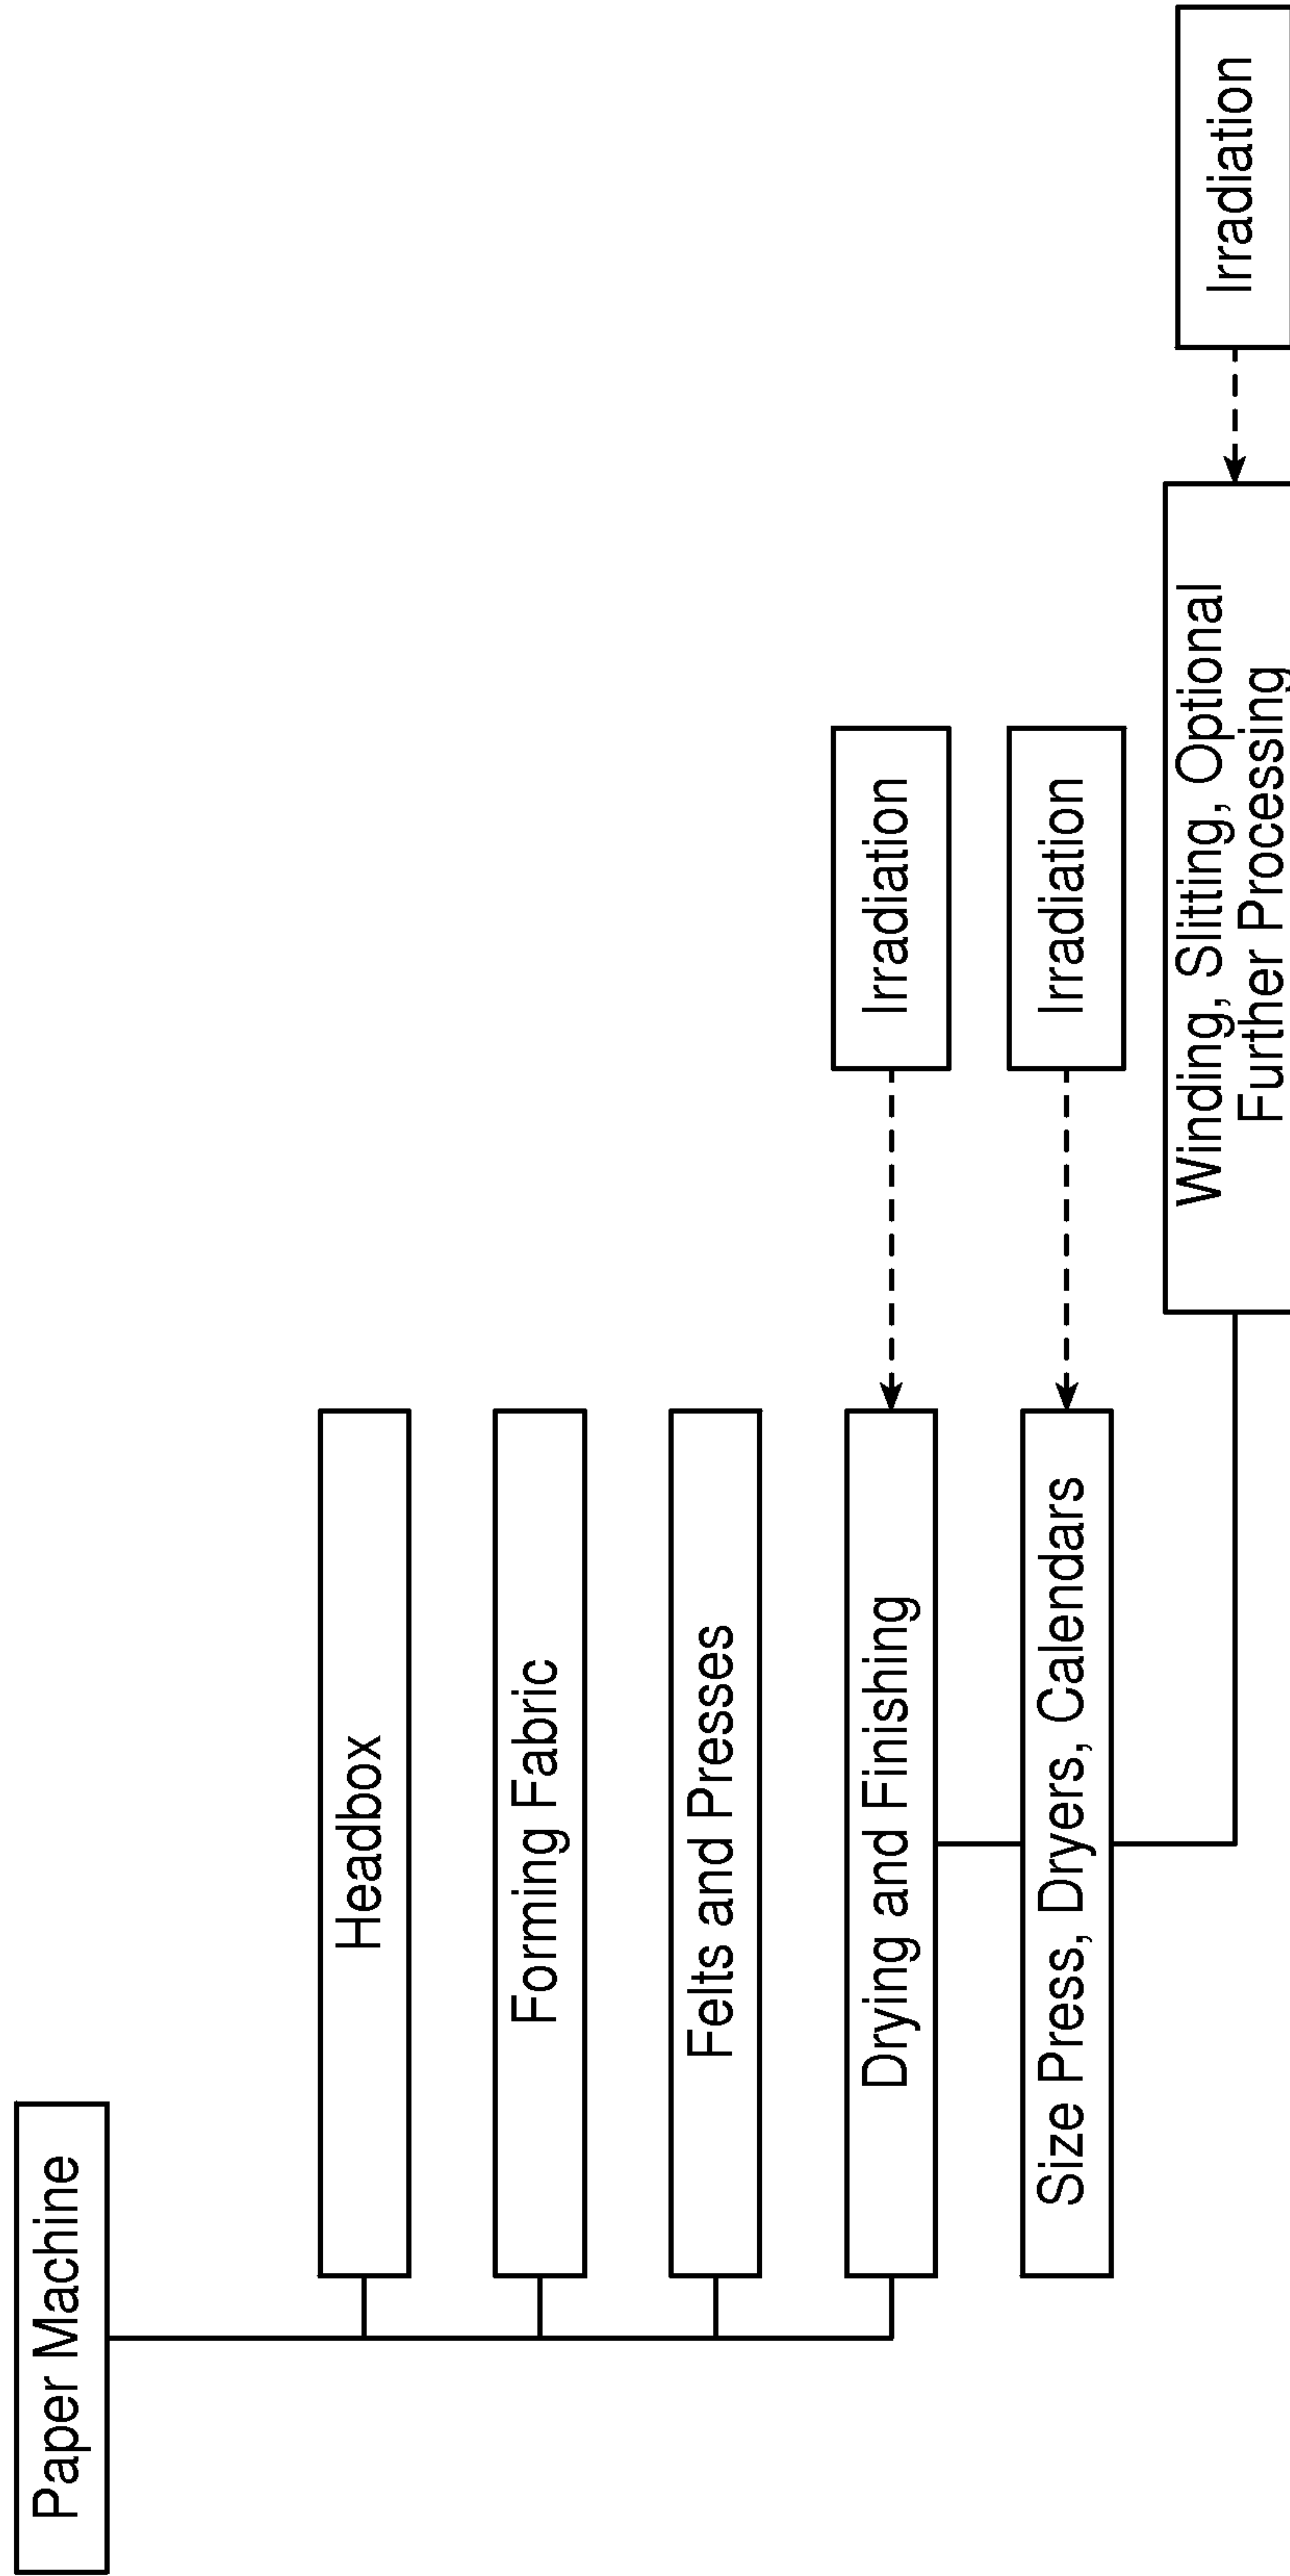 Paper Machine
Headbox
Forming Fabric
Felts and Presses
Drying and Finishing
Irradiation
Size Press, Dryers, Calendars
Irradiation
Winding, Slitting, Optional
Further Processing
Irradiation